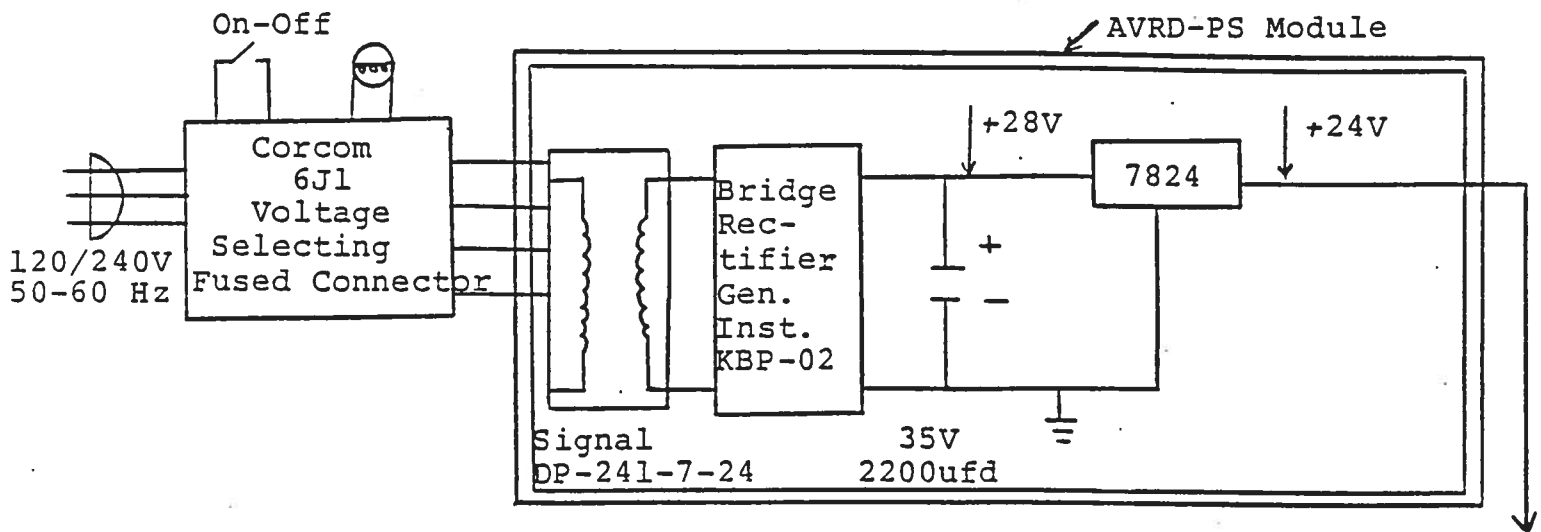 On-Off
AVRD-PS Module
Corcom
6J1
Voltage
Selecting
Fused Connector
120/240V
50-60 Hz
Bridge
Rec-
tifier
Gen.
Inst.
KBP-02
+28V
7824
+24V
+
−
Signal
DP-241-7-24
35V
2200ufd